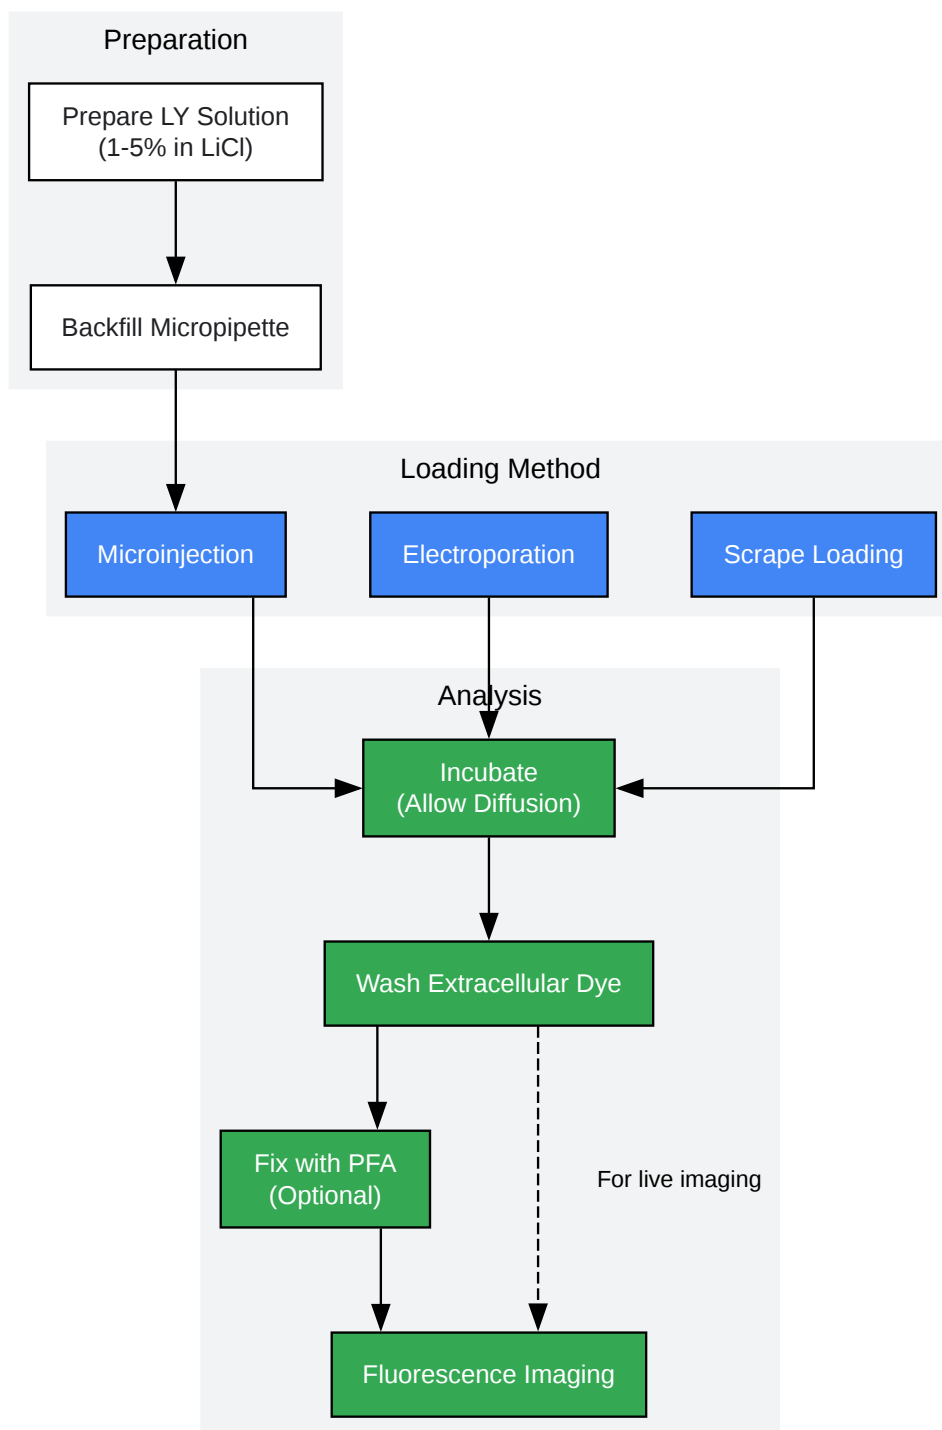 Preparation
Prepare LY Solution
(1-5% in LiCl)
Backfill Micropipette
Loading Method
Microinjection
Electroporation
Scrape Loading
Analysis
Incubate
(Allow Diffusion)
Wash Extracellular Dye
Fix with PFA
(Optional)
For live imaging
Fluorescence Imaging